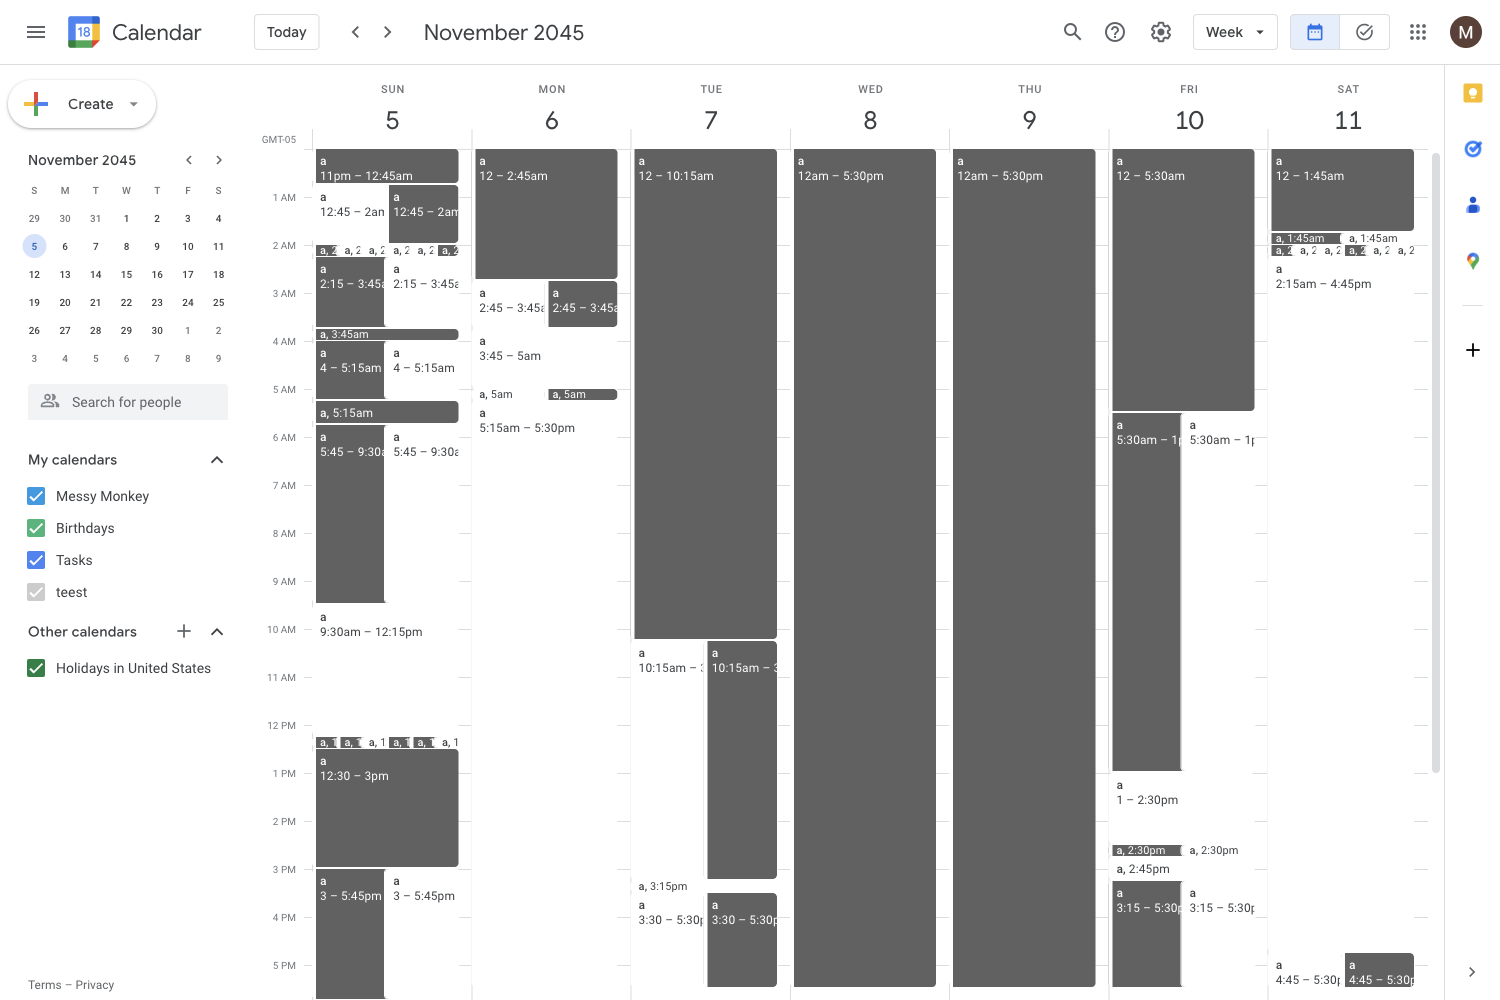 18 Calendar Today November 2045 Week M
Create
November 2045
S M T W T F S
29 30 31 1 2 3 4
5 6 7 8 9 10 11
12 13 14 15 16 17 18
19 20 21 22 23 24 25
26 27 28 29 30 1 2
3 4 5 6 7 8 9
Search for people
My calendars
Messy Monkey
Birthdays
Tasks
teest
Other calendars
Holidays in United States
Terms – Privacy
SUN MON TUE WED THU FRI SAT
5 6 7 8 9 10 11
GMT-05
1 AM
2 AM
3 AM
4 AM
5 AM
6 AM
7 AM
8 AM
9 AM
10 AM
11 AM
12 PM
1 PM
2 PM
3 PM
4 PM
5 PM
a
11pm – 12:45am
a
12:45 – 2am
a
12:45 – 2am
a, 2 a, 2 a, 2 a, 2 a, 2 a, 2
a
2:15 – 3:45a
a
2:15 – 3:45a
a, 3:45am
a
4 – 5:15am
a
4 – 5:15am
a, 5:15am
a
5:45 – 9:30a
a
5:45 – 9:30a
a
9:30am – 12:15pm
a, 1 a, 1 a, 1 a, 1 a, 1 a, 1
a
12:30 – 3pm
a
3 – 5:45pm
a
3 – 5:45pm
a
12 – 2:45am
a
2:45 – 3:45a
a
2:45 – 3:45a
a
3:45 – 5am
a, 5am a, 5am
a
5:15am – 5:30pm
a
12 – 10:15am
a
10:15am – 3
a
10:15am – 3
a, 3:15pm
a
3:30 – 5:30p
a
3:30 – 5:30p
a
12am – 5:30pm
a
12am – 5:30pm
a
12 – 5:30am
a
5:30am – 1p
a
5:30am – 1p
a
1 – 2:30pm
a, 2:30pm a, 2:30pm
a, 2:45pm
a
3:15 – 5:30p
a
3:15 – 5:30p
a
12 – 1:45am
a, 1:45am a, 1:45am
a, 2 a, 2 a, 2 a, 2 a, 2 a, 2
a
2:15am – 4:45pm
a
4:45 – 5:30p
a
4:45 – 5:30p